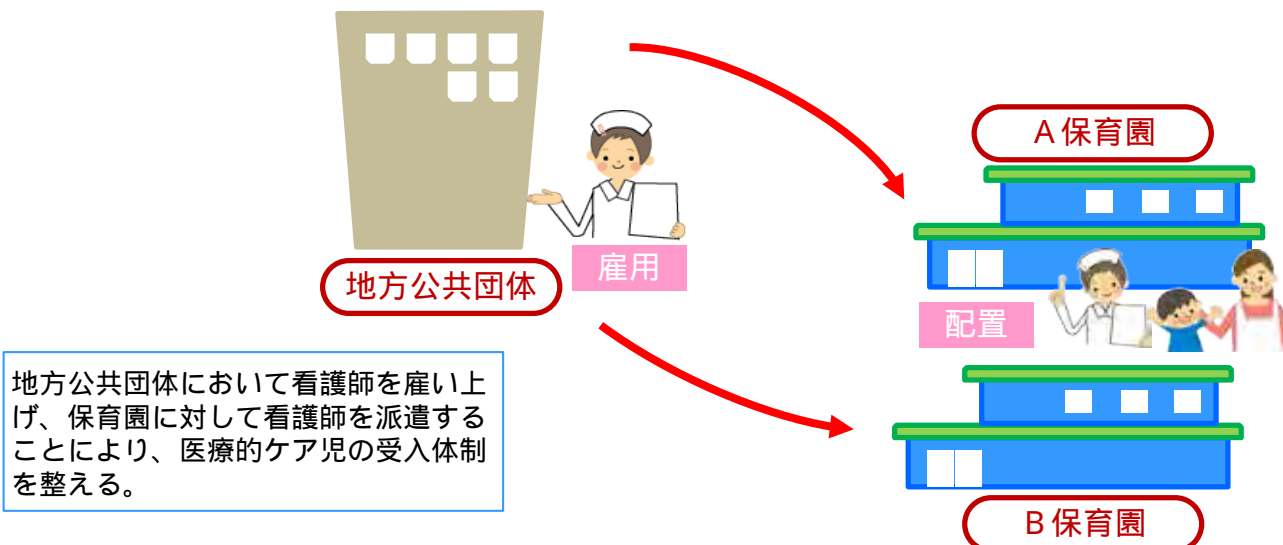 A保育園
地方公共団体
雇用
配置
地方公共団体において看護師を雇い上
げ、保育園に対して看護師を派遣する
ことにより、医療的ケア児の受入体制
を整える。
B保育園